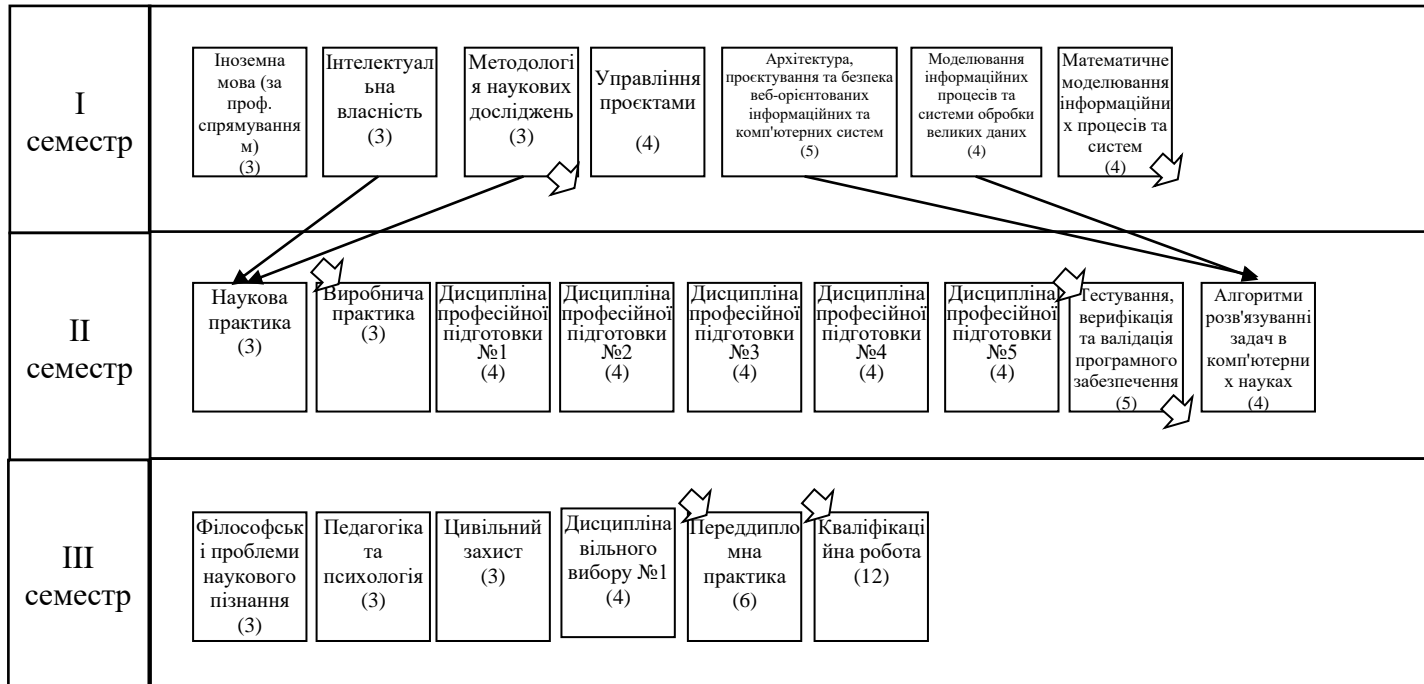 I
семестр
Іноземна
мова (за
проф.
спрямування
м)
(3)
Інтелектуал
ьна
власність
(3)
Методологі
я наукових
досліджень
(3)
Управління
проєктами
(4)
Архітектура,
проєктування та безпека
веб-орієнтованих
інформаційних та
комп'ютерних систем
(5)
Моделювання
інформаційних
процесів та
системи обробки
великих даних
(4)
Математичне
моделювання
інформаційни
х процесів та
систем
(4)
II
семестр
Наукова
практика
(3)
Виробнича
практика
(3)
Дисципліна
професійної
підготовки
№1
(4)
Дисципліна
професійної
підготовки
№2
(4)
Дисципліна
професійної
підготовки
№3
(4)
Дисципліна
професійної
підготовки
№4
(4)
Дисципліна
професійної
підготовки
№5
(4)
Тестування,
верифікація
та валідація
програмного
забезпечення
(5)
Алгоритми
розв'язуванні
задач в
комп'ютерни
х науках
(4)
III
семестр
Філософськ
і проблеми
наукового
пізнання
(3)
Педагогіка
та
психологія
(3)
Цивільний
захист
(3)
Дисципліна
вільного
вибору №1
(4)
Переддипло
мна
практика
(6)
Кваліфікаці
йна робота
(12)